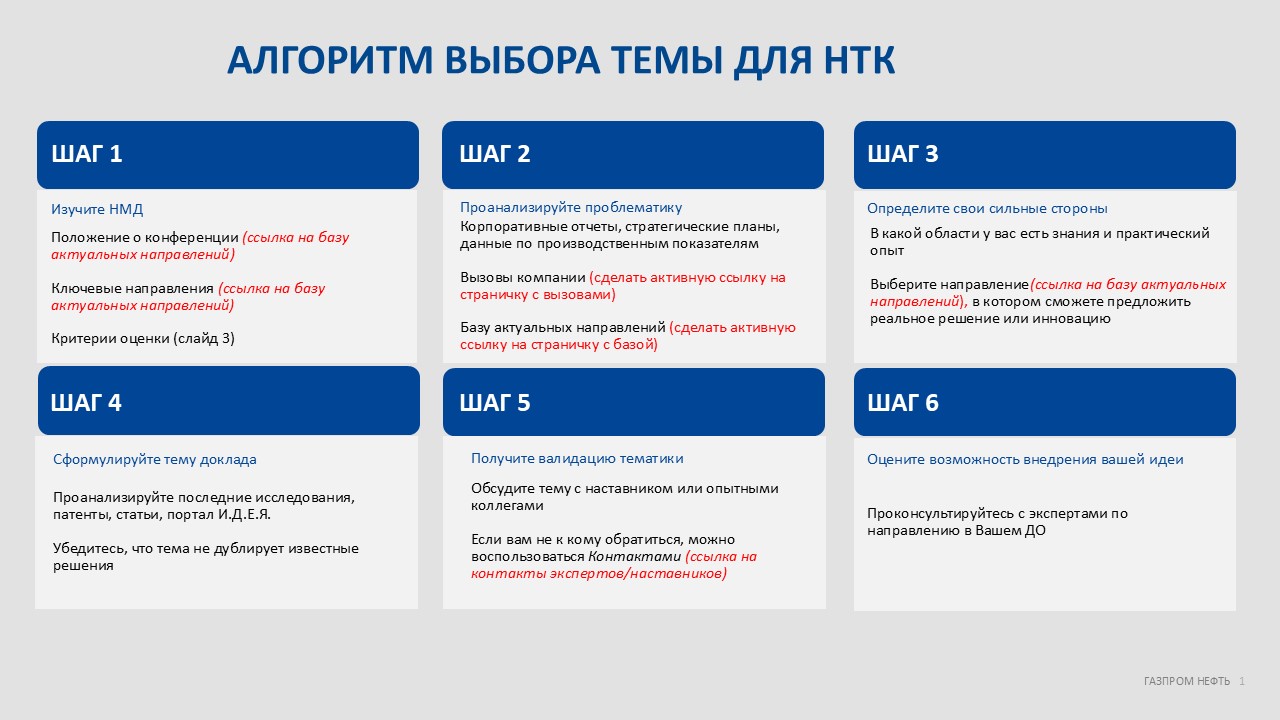 АЛГОРИТМ ВЫБОРА ТЕМЫ ДЛЯ НТК
ШАГ 1
Изучите НМД
Положение о конференции (ссылка на базу
актуальных направлений)
Ключевые направления (ссылка на базу
актуальных направлений)
Критерии оценки (слайд 3)
ШАГ 2
Проанализируйте проблематику
Корпоративные отчеты, стратегические планы,
данные по производственным показателям
Вызовы компании (сделать активную ссылку на
страничку с вызовами)
Базу актуальных направлений (сделать активную
ссылку на страничку с базой)
ШАГ 3
Определите свои сильные стороны
В какой области у вас есть знания и практический
опыт
Выберите направление(ссылка на базу актуальных
направлений), в котором сможете предложить
реальное решение или инновацию
ШАГ 4
Сформулируйте тему доклада
Проанализируйте последние исследования,
патенты, статьи, портал И.Д.Е.Я.
Убедитесь, что тема не дублирует известные
решения
ШАГ 5
Получите валидацию тематики
Обсудите тему с наставником или опытными
коллегами
Если вам не к кому обратиться, можно
воспользоваться Контактами (ссылка на
контакты экспертов/наставников)
ШАГ 6
Оцените возможность внедрения вашей идеи
Проконсультируйтесь с экспертами по
направлению в Вашем ДО
ГАЗПРОМ НЕФТЬ 1